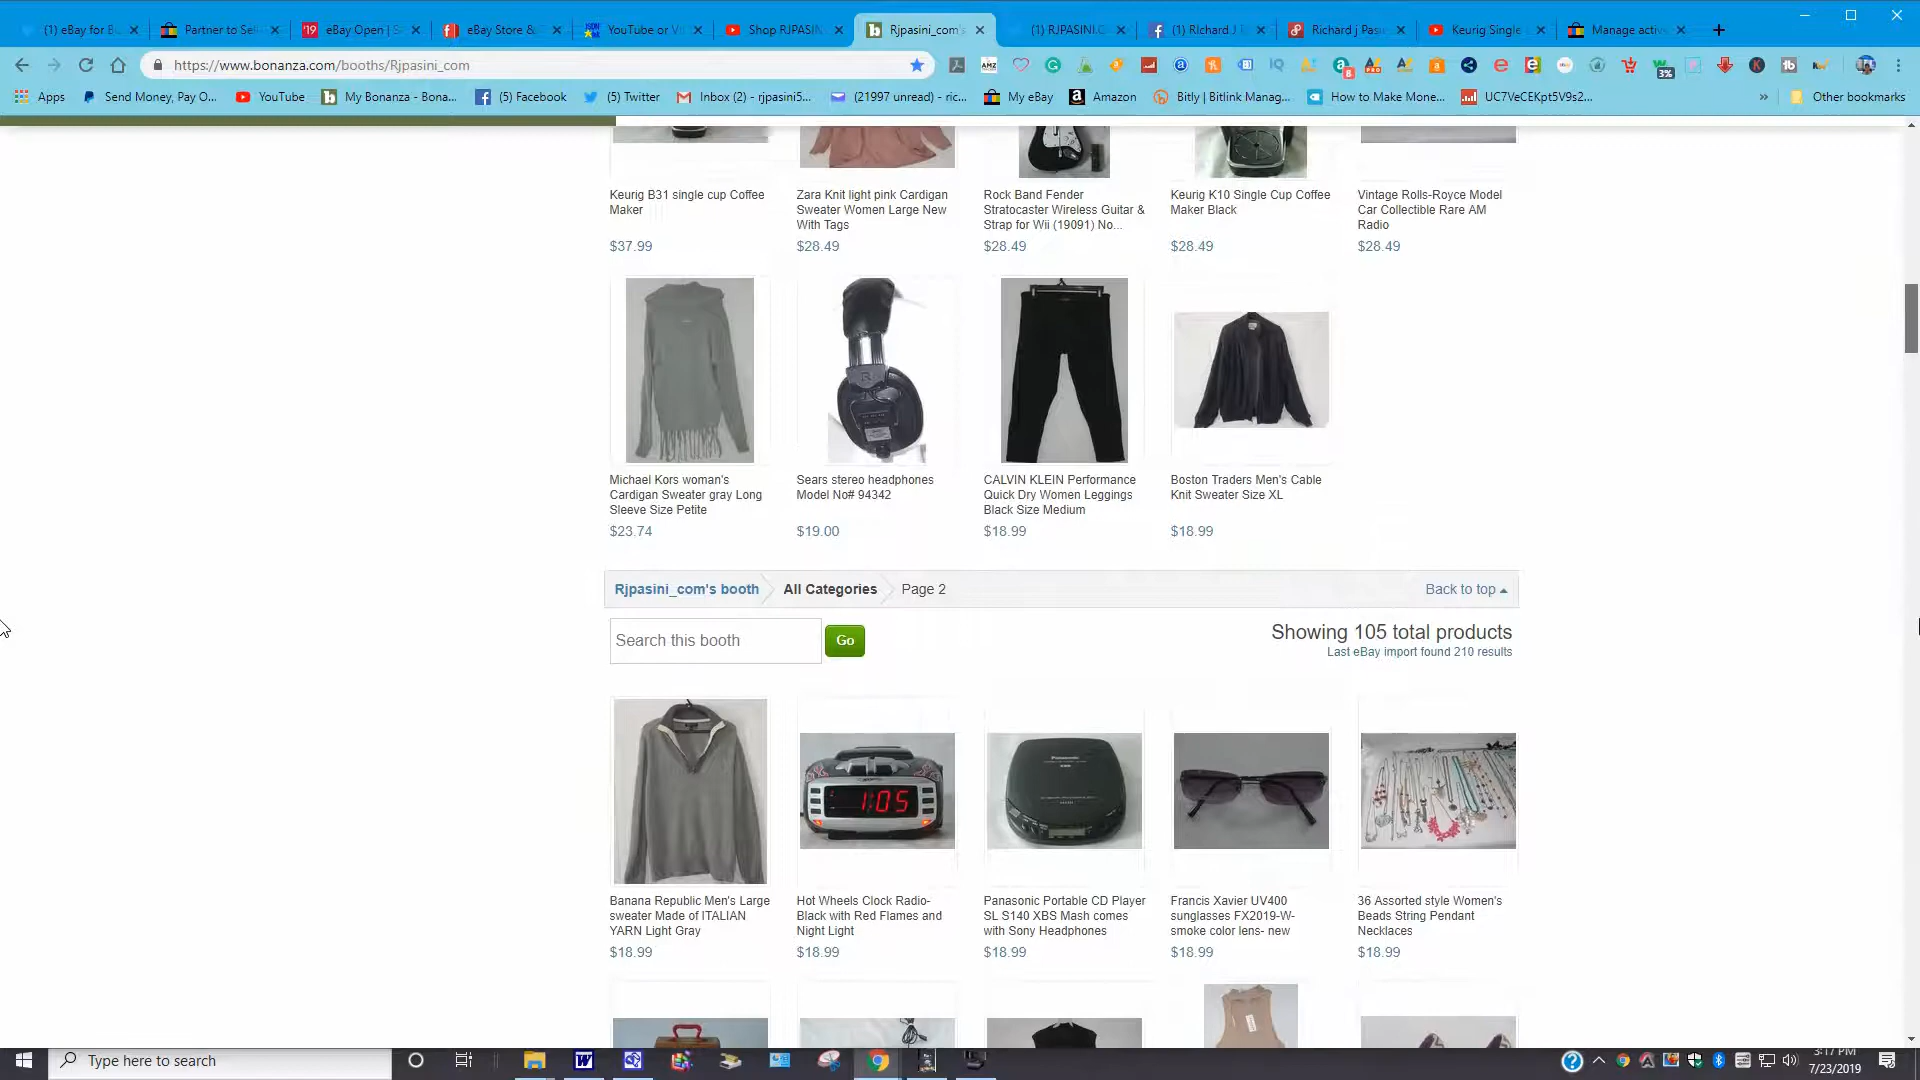 (1) eBay for Bu
Partner to Sell
eBay Open | S
eBay Store &
YouTube or Vi
Shop RJPASIN
Rjpasini_com's
(1) RJPASINI.C
(1) RIchard J P
Richard j Pasi
Keurig Single
Manage activ
https://www.bonanza.com/booths/Rjpasini_com
Apps
Send Money, Pay O...
YouTube
My Bonanza - Bona...
(5) Facebook
(5) Twitter
Inbox (2) - rjpasini5...
(21997 unread) - ric...
My eBay
Amazon
Bitly | Bitlink Manag...
How to Make Mone...
UC7VeCEKpt5V9s2...
Other bookmarks
Keurig B31 single cup Coffee
Maker
$37.99
Zara Knit light pink Cardigan
Sweater Women Large New
With Tags
$28.49
Rock Band Fender
Stratocaster Wireless Guitar &
Strap for Wii (19091) No...
$28.49
Keurig K10 Single Cup Coffee
Maker Black
$28.49
Vintage Rolls-Royce Model
Car Collectible Rare AM
Radio
$28.49
Michael Kors woman's
Cardigan Sweater gray Long
Sleeve Size Petite
$23.74
Sears stereo headphones
Model No# 94342
$19.00
CALVIN KLEIN Performance
Quick Dry Women Leggings
Black Size Medium
$18.99
Boston Traders Men's Cable
Knit Sweater Size XL
$18.99
Rjpasini_com's booth
All Categories
Page 2
Back to top
Search this booth
Go
Showing 105 total products
Last eBay import found 210 results
1:05
Panasonic
Banana Republic Men's Large
sweater Made of ITALIAN
YARN Light Gray
$18.99
Hot Wheels Clock Radio-
Black with Red Flames and
Night Light
$18.99
Panasonic Portable CD Player
SL S140 XBS Mash comes
with Sony Headphones
$18.99
Francis Xavier UV400
sunglasses FX2019-W-
smoke color lens- new
$18.99
36 Assorted style Women's
Beads String Pendant
Necklaces
$18.99
Type here to search
3:17 PM
7/23/2019